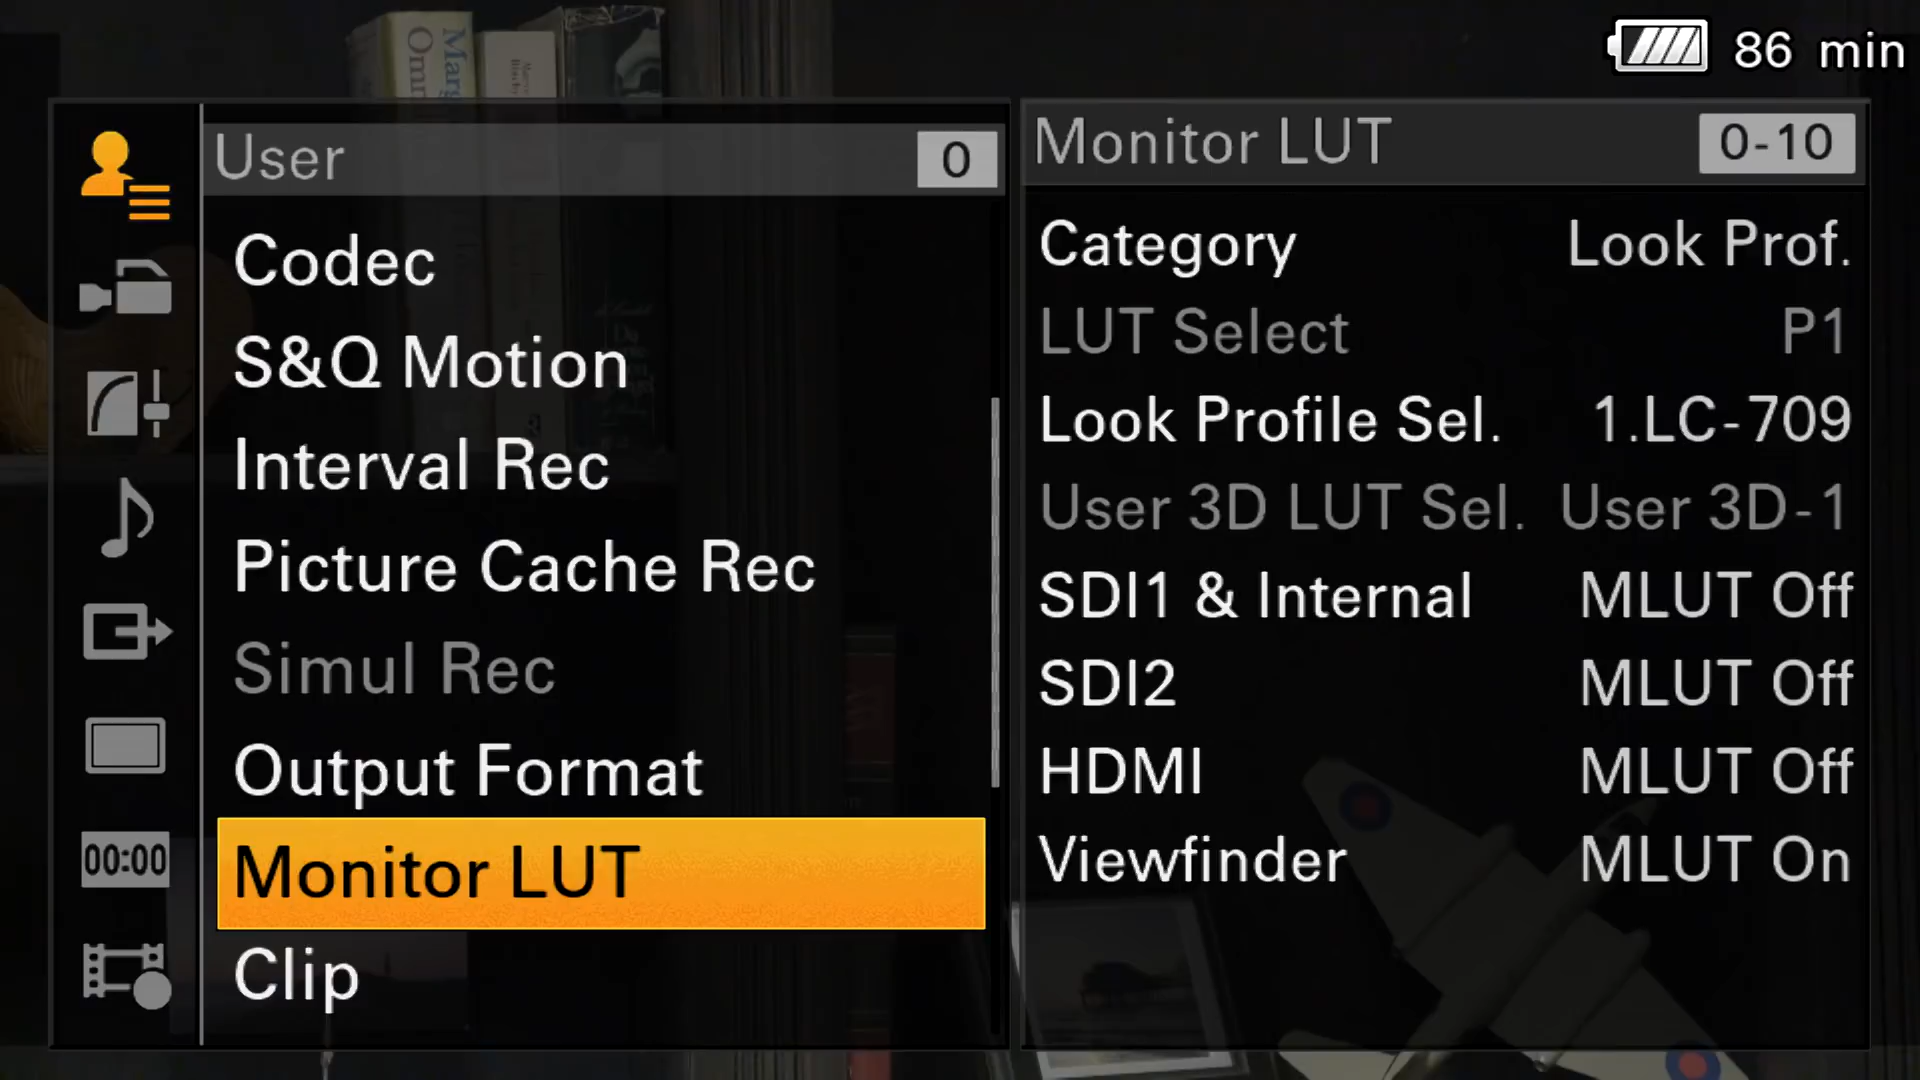 86 min
User 0
Codec
S&Q Motion
Interval Rec
Picture Cache Rec
Simul Rec
Output Format
Monitor LUT
Clip
00:00
Monitor LUT 0-10
Category Look Prof.
LUT Select P1
Look Profile Sel. 1.LC-709
User 3D LUT Sel. User 3D-1
SDI1 & Internal MLUT Off
SDI2 MLUT Off
HDMI MLUT Off
Viewfinder MLUT On